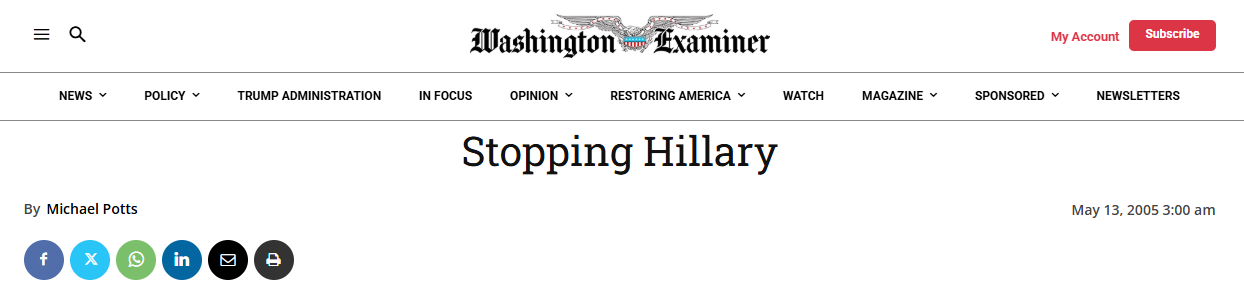 Washington Examiner
My Account
Subscribe
NEWS POLICY TRUMP ADMINISTRATION IN FOCUS OPINION RESTORING AMERICA WATCH MAGAZINE SPONSORED NEWSLETTERS
Stopping Hillary
By Michael Potts
May 13, 2005 3:00 am